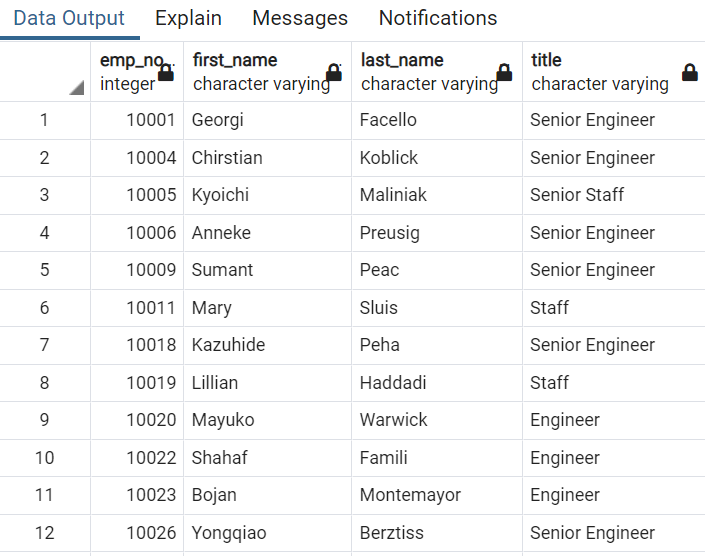 Data Output Explain Messages Notifications
emp_no first_name last_name title
integer character varying character varying character varying
1 10001 Georgi Facello Senior Engineer
2 10004 Chirstian Koblick Senior Engineer
3 10005 Kyoichi Maliniak Senior Staff
4 10006 Anneke Preusig Senior Engineer
5 10009 Sumant Peac Senior Engineer
6 10011 Mary Sluis Staff
7 10018 Kazuhide Peha Senior Engineer
8 10019 Lillian Haddadi Staff
9 10020 Mayuko Warwick Engineer
10 10022 Shahaf Famili Engineer
11 10023 Bojan Montemayor Engineer
12 10026 Yongqiao Berztiss Senior Engineer